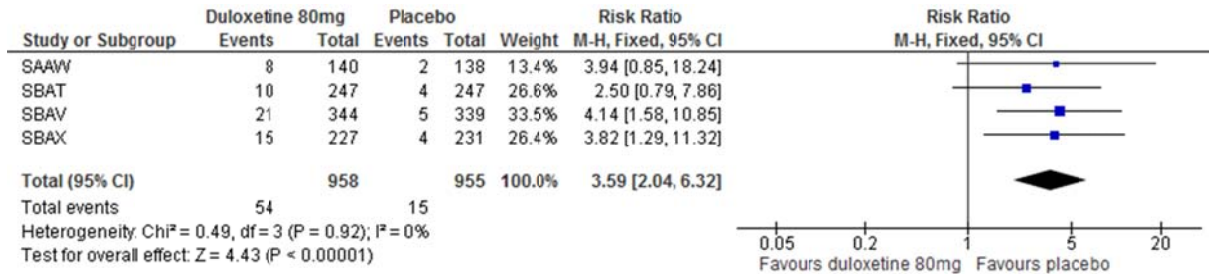 Duloxetine 80mg Placebo Risk Ratio Risk Ratio
Study or Subgroup Events Total Events Total Weight M-H, Fixed, 95% CI M-H, Fixed, 95% CI
SAAW 8 140 2 138 13.4% 3.94 [0.85, 18.24]
SBAT 10 247 4 247 26.6% 2.50 [0.79, 7.86]
SBAV 21 344 5 339 33.5% 4.14 [1.58, 10.85]
SBAX 15 227 4 231 26.4% 3.82 [1.29, 11.32]
Total (95% CI) 958 955 100.0% 3.59 [2.04, 6.32]
Total events 54 15
Heterogeneity: Chi² = 0.49, df = 3 (P = 0.92); I² = 0%
Test for overall effect: Z = 4.43 (P < 0.00001)
0.05 0.2 1 5 20
Favours duloxetine 80mg Favours placebo